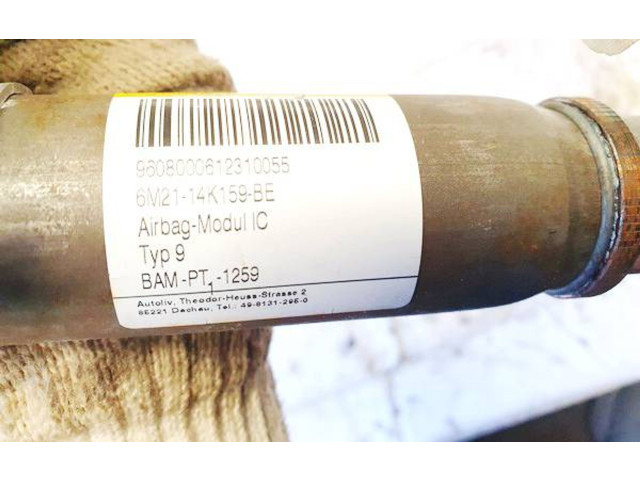 9608000612310055
6M21-14K159-BE
Airbag-Modul IC
Typ 9
BAM-PT₁-1259
Autoliv, Theodor-Heuss-Strasse 2
85221 Dachau, Tel.: 49-8131-295-0